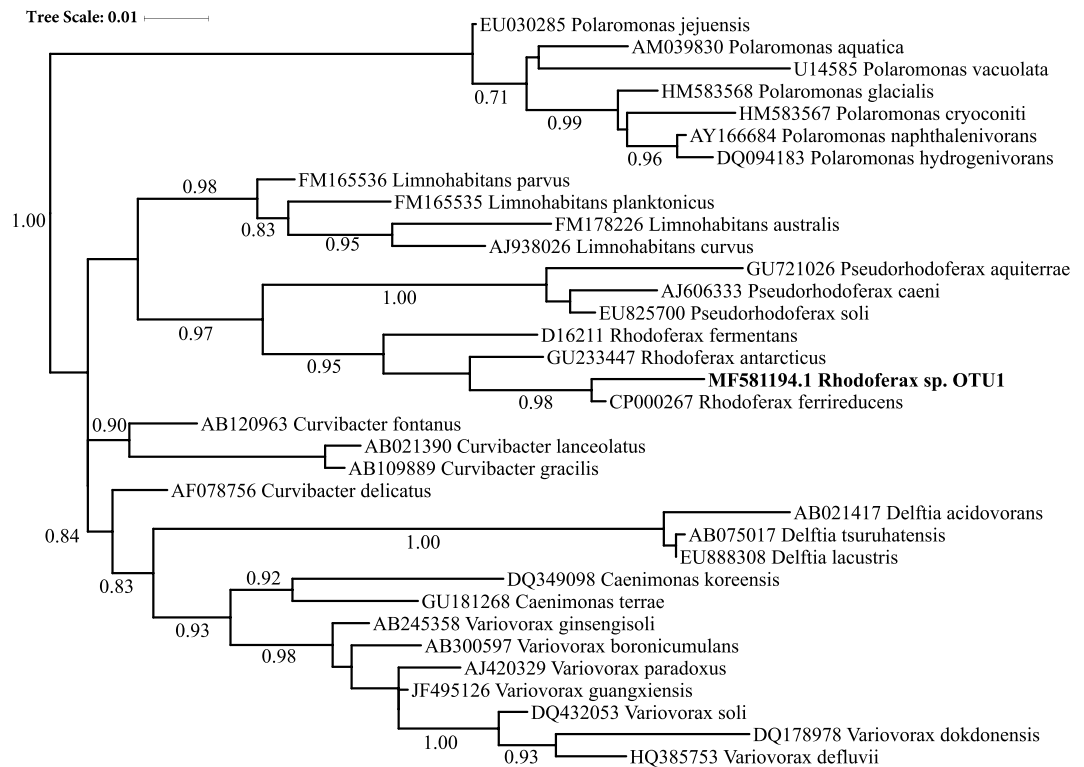 Tree Scale: 0.01
EU030285 Polaromonas jejuensis
AM039830 Polaromonas aquatica
U14585 Polaromonas vacuolata
0.71
HM583568 Polaromonas glacialis
HM583567 Polaromonas cryoconiti
0.99
AY166684 Polaromonas naphthalenivorans
0.96
DQ094183 Polaromonas hydrogenivorans
0.98
FM165536 Limnohabitans parvus
FM165535 Limnohabitans planktonicus
1.00
0.83
FM178226 Limnohabitans australis
0.95
AJ938026 Limnohabitans curvus
GU721026 Pseudorhodoferax aquiterrae
1.00
AJ606333 Pseudorhodoferax caeni
EU825700 Pseudorhodoferax soli
0.97
D16211 Rhodoferax fermentans
GU233447 Rhodoferax antarcticus
0.95
MF581194.1 Rhodoferax sp. OTU1
0.98
CP000267 Rhodoferax ferrireducens
0.90
AB120963 Curvibacter fontanus
AB021390 Curvibacter lanceolatus
AB109889 Curvibacter gracilis
AF078756 Curvibacter delicatus
AB021417 Delftia acidovorans
0.84
1.00
AB075017 Delftia tsuruhatensis
EU888308 Delftia lacustris
0.83
0.92
DQ349098 Caenimonas koreensis
GU181268 Caenimonas terrae
0.93
AB245358 Variovorax ginsengisoli
AB300597 Variovorax boronicumulans
0.98
AJ420329 Variovorax paradoxus
JF495126 Variovorax guangxiensis
DQ432053 Variovorax soli
1.00
DQ178978 Variovorax dokdonensis
0.93
HQ385753 Variovorax defluvii